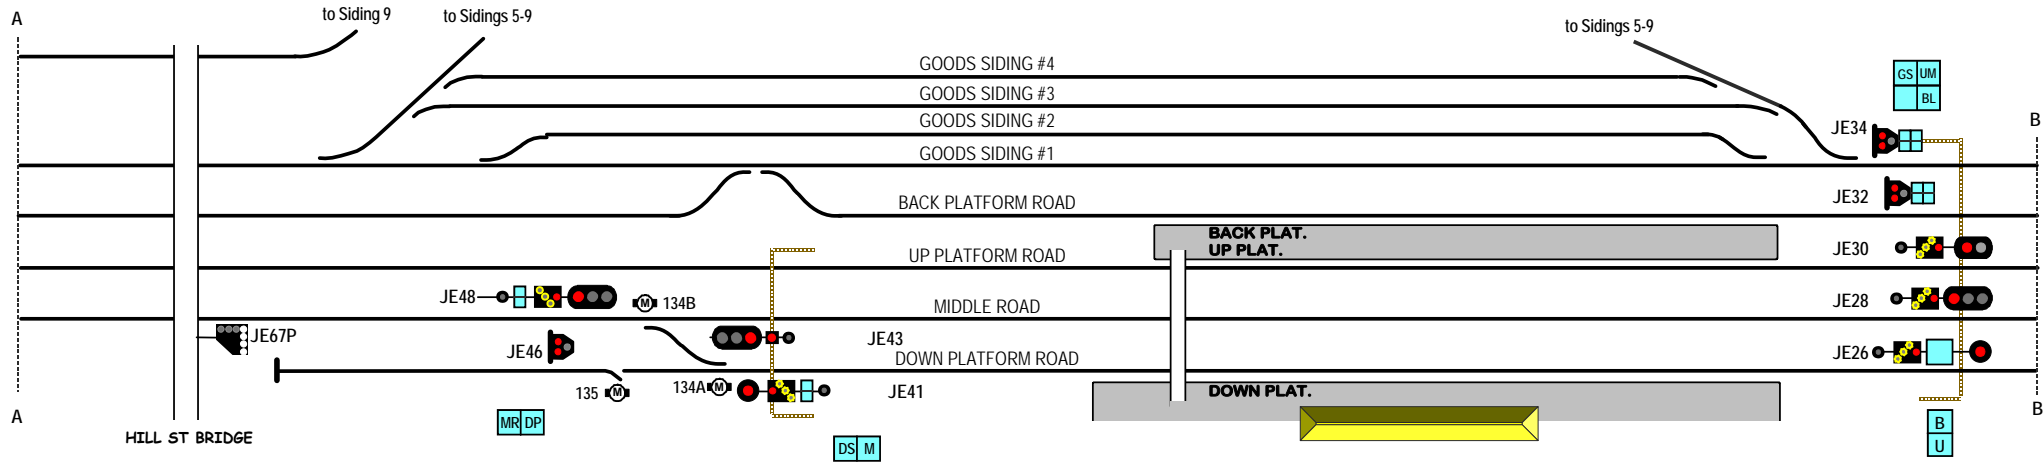 A
to Siding 9
to Sidings 5-9
to Sidings 5-9
GOODS SIDING #4
GS UM
BL
GOODS SIDING #3
GOODS SIDING #2
JE34
B
GOODS SIDING #1
BACK PLATFORM ROAD
JE32
BACK PLAT.
UP PLAT.
JE30
UP PLATFORM ROAD
JE48
M 134B
MIDDLE ROAD
JE28
JE67P
JE46
JE43
DOWN PLATFORM ROAD
JE26
135 M
134A M
JE41
DOWN PLAT.
A
B
MR DP
B
U
HILL ST BRIDGE
DS M